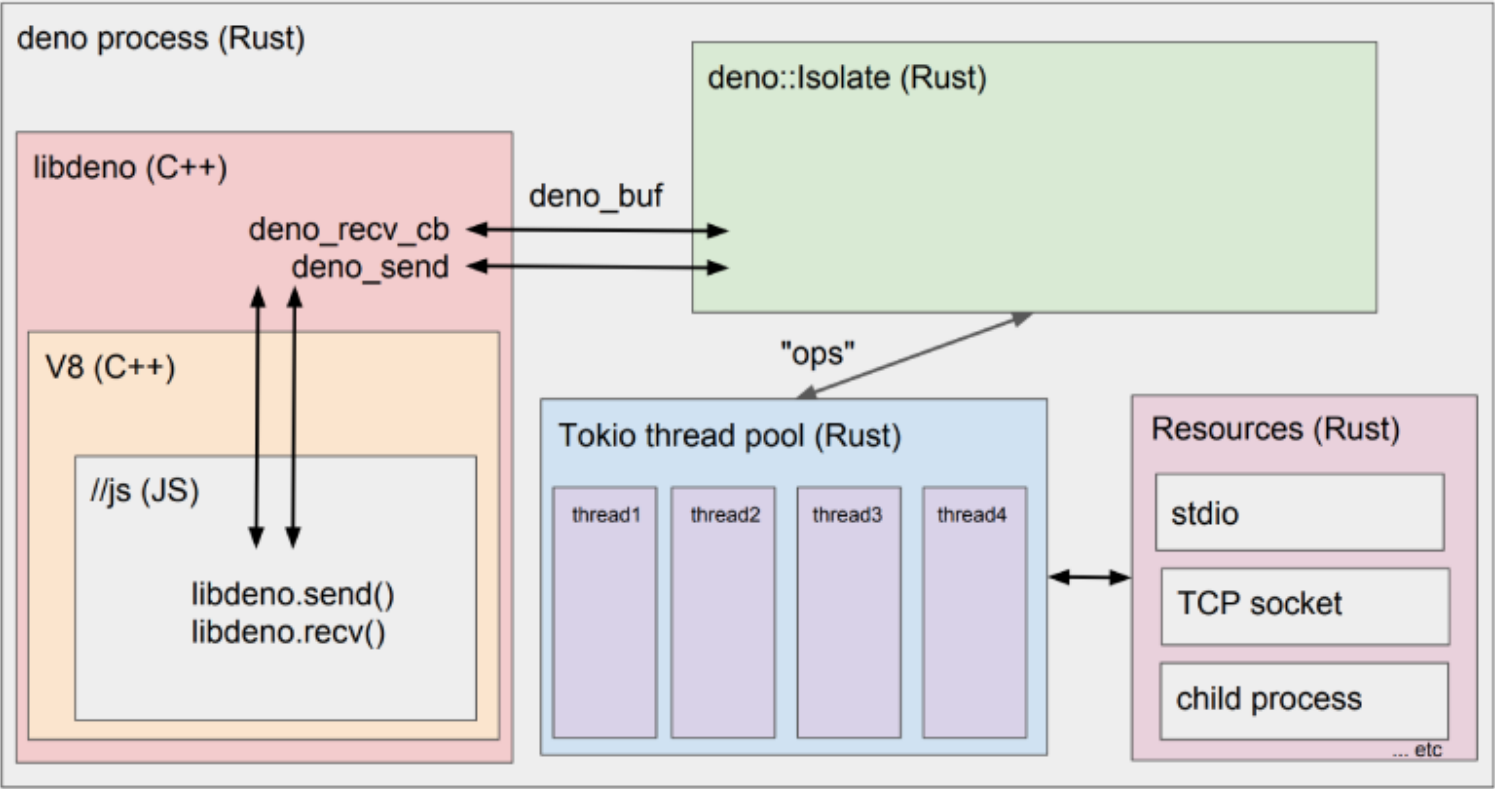 deno process (Rust)
deno::Isolate (Rust)
libdeno (C++)
deno_buf
deno_recv_cb
deno_send
V8 (C++)
//js (JS)
libdeno.send()
libdeno.recv()
"ops"
Tokio thread pool (Rust)
thread1
thread2
thread3
thread4
Resources (Rust)
stdio
TCP socket
child process
... etc